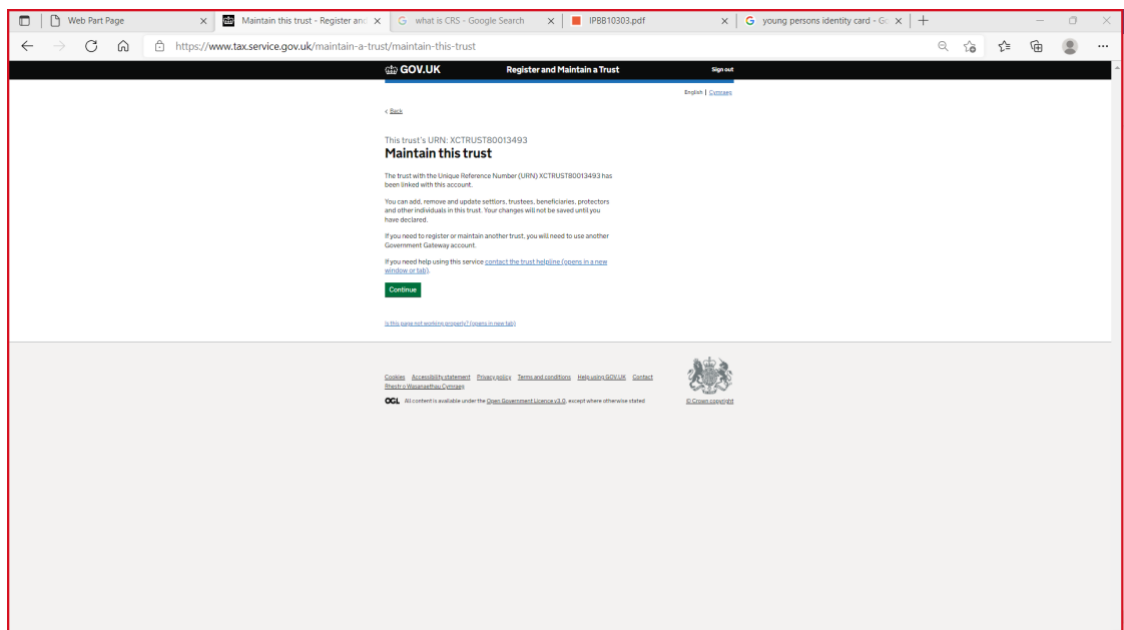 Web Part Page
Maintain this trust - Register and
what is CRS - Google Search
IPBB10303.pdf
young persons identity card - Go
https://www.tax.service.gov.uk/maintain-a-trust/maintain-this-trust
GOV.UK Register and Maintain a Trust Sign out
English | Cymraeg
< Back
This trust's URN: XCTRUST80013493
Maintain this trust
The trust with the Unique Reference Number (URN) XCTRUST80013493 has
been linked with this account.
You can add, remove and update settlors, trustees, beneficiaries, protectors
and other individuals in this trust. Your changes will not be saved until you
have declared.
If you need to register or maintain another trust, you will need to use another
Government Gateway account.
If you need help using this service contact the trust helpline (opens in a new
window or tab).
Continue
Is this page not working properly? (opens in new tab)
Cookies Accessibility statement Privacy policy Terms and conditions Help using GOV.UK Contact
Rhestr o Wasanaethau Cymraeg
OGL All content is available under the Open Government Licence v3.0, except where otherwise stated
© Crown copyright